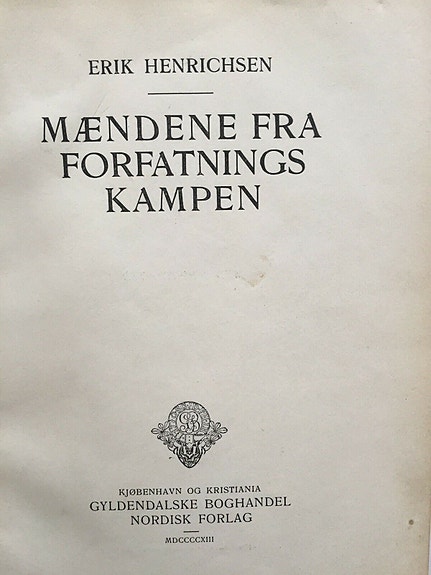 ERIK HENRICHSEN
MÆNDENE FRA
FORFATNINGS
KAMPEN
KJØBENHAVN OG KRISTIANIA
GYLDENDALSKE BOGHANDEL
NORDISK FORLAG
MDCCCCXIII